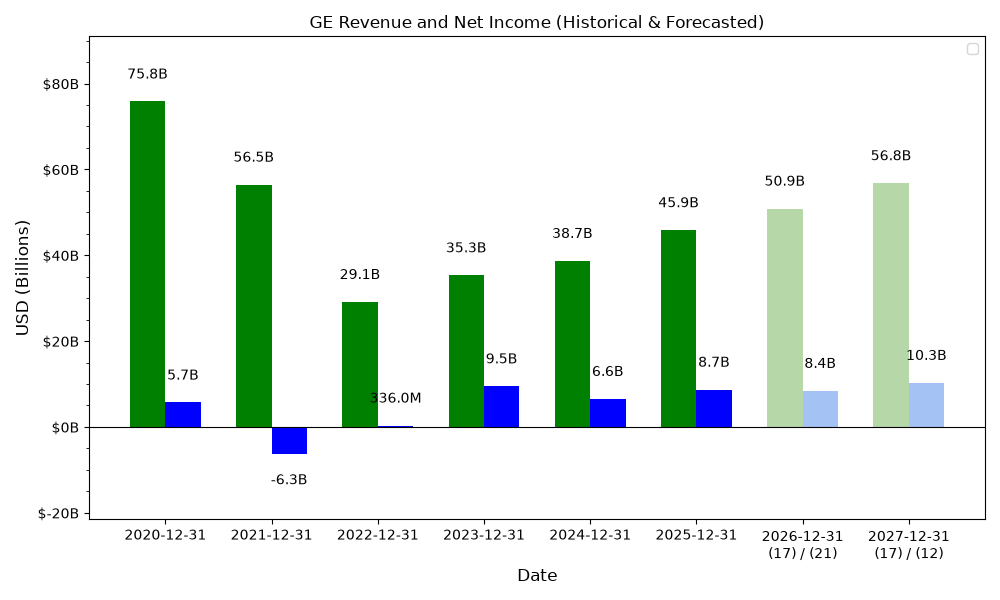 GE Revenue and Net Income (Historical & Forecasted)
USD (Billions)
$80B
$60B
$40B
$20B
$0B
$-20B
75.8B
5.7B
56.5B
-6.3B
29.1B
336.0M
35.3B
9.5B
38.7B
6.6B
45.9B
8.7B
50.9B
8.4B
56.8B
10.3B
2020-12-31
2021-12-31
2022-12-31
2023-12-31
2024-12-31
2025-12-31
2026-12-31
(17) / (21)
2027-12-31
(17) / (12)
Date